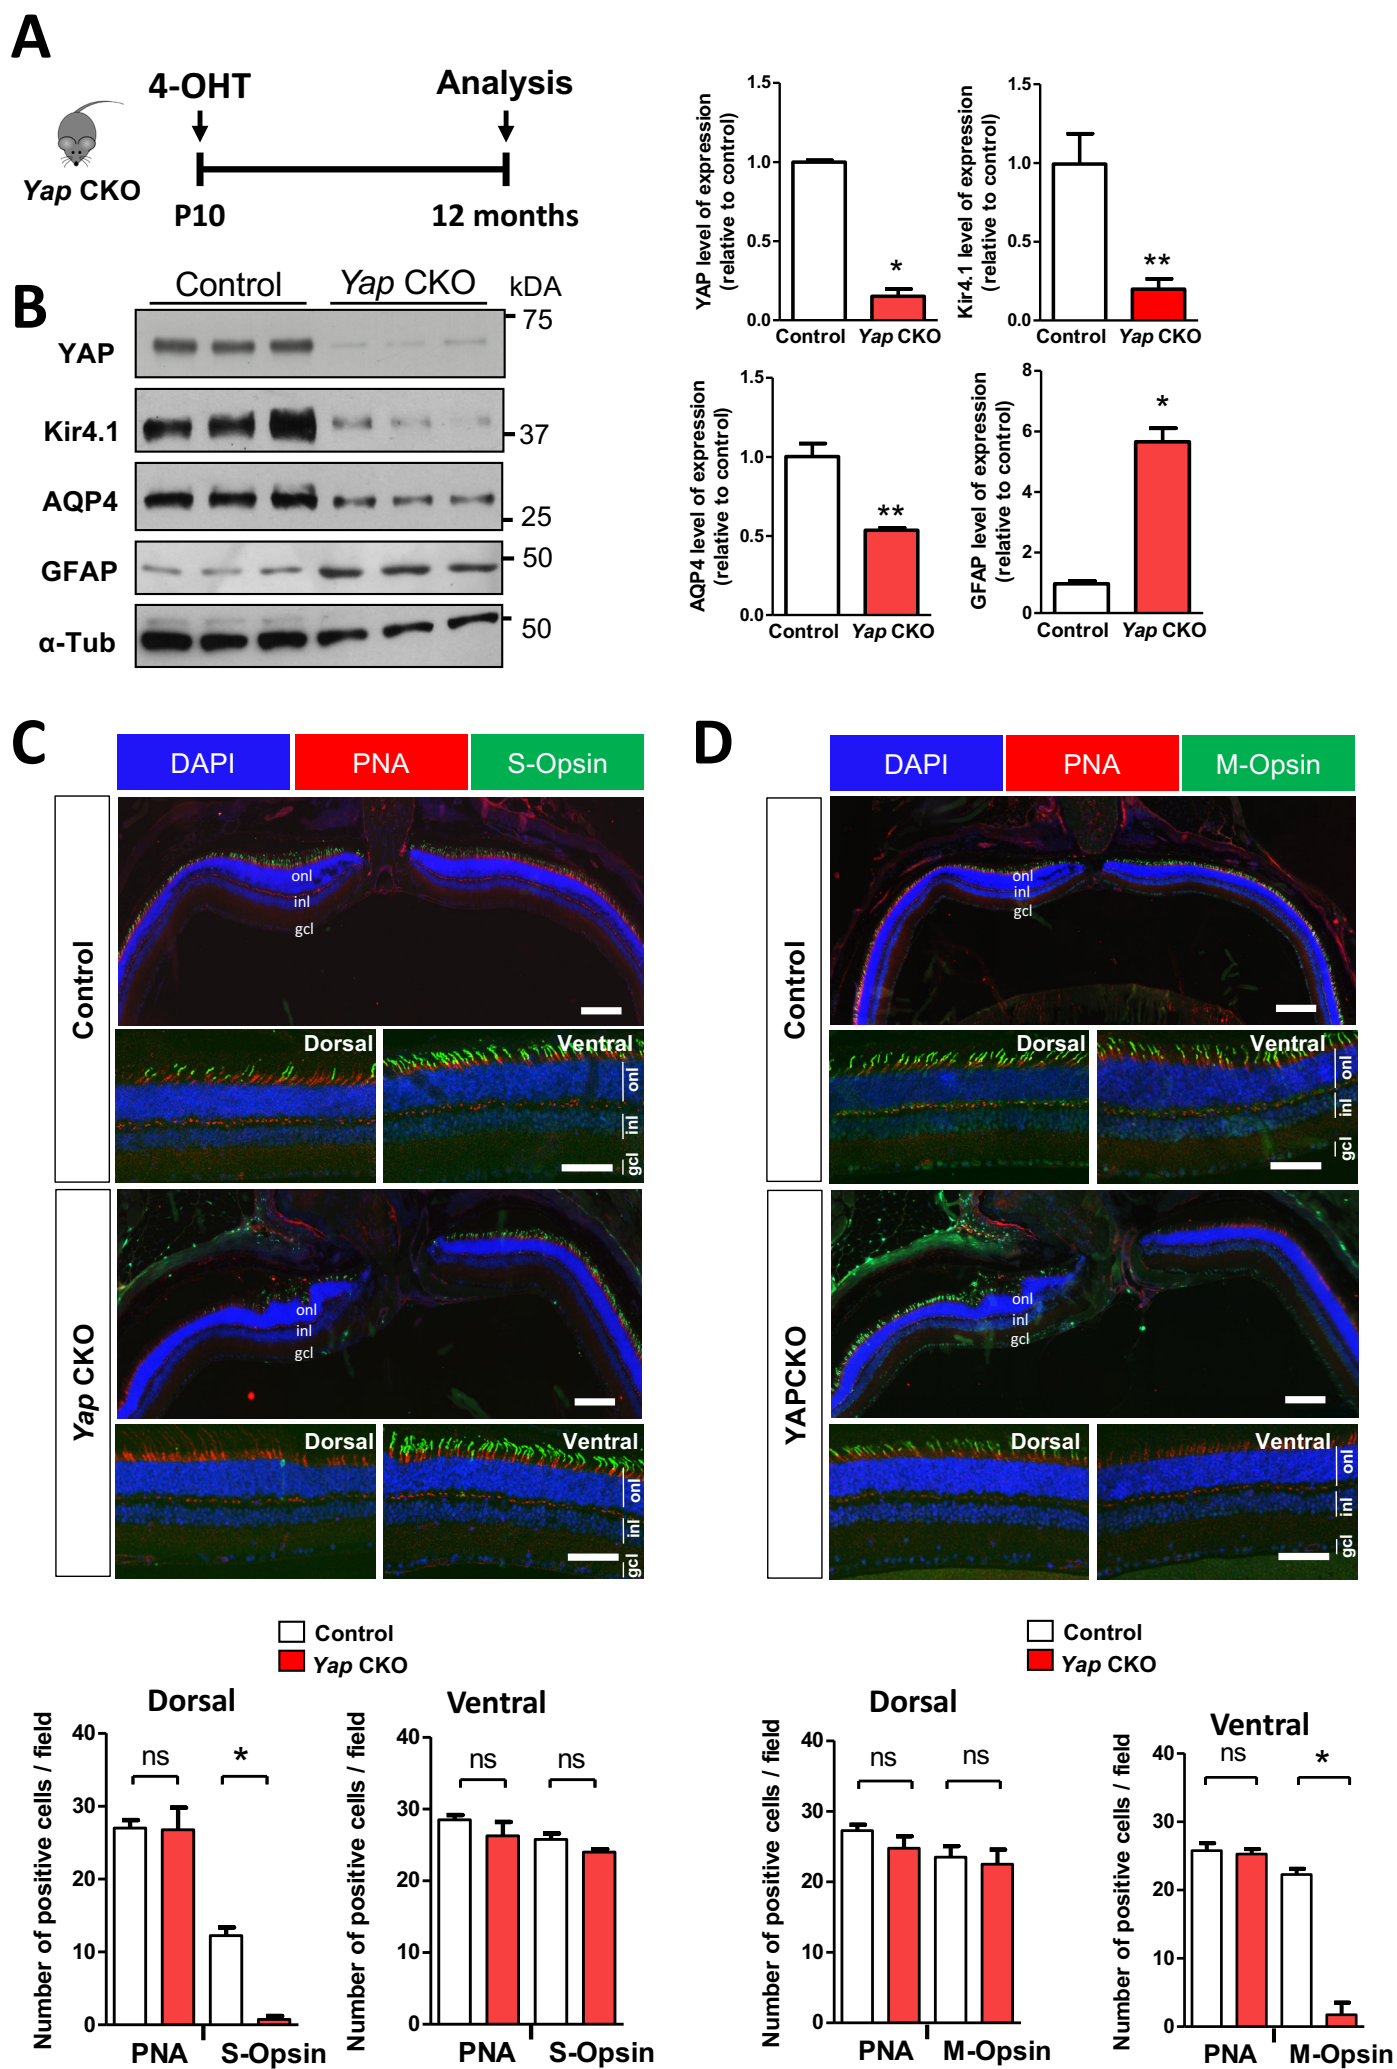 A
4-OHT
Analysis
Yap CKO
P10
12 months
B
Control
Yap CKO
kDA
YAP
75
Kir4.1
37
AQP4
25
GFAP
50
α-Tub
50
YAP level of expression
(relative to control)
1.5
1.0
0.5
0.0
*
Control
Yap CKO
Kir4.1 level of expression
(relative to control)
1.5
1.0
0.5
0.0
**
Control
Yap CKO
AQP4 level of expression
(relative to control)
1.5
1.0
0.5
0.0
**
Control
Yap CKO
GFAP level of expression
(relative to control)
8
6
4
2
0
*
Control
Yap CKO
C
DAPI
PNA
S-Opsin
Control
onl
inl
gcl
Dorsal
Ventral
onl
inl
gcl
Yap CKO
onl
inl
gcl
Dorsal
Ventral
onl
inl
gcl
Control
Yap CKO
Dorsal
Number of positive cells / field
40
30
20
10
0
ns
*
PNA
S-Opsin
Ventral
Number of positive cells / field
40
30
20
10
0
ns
ns
PNA
S-Opsin
D
DAPI
PNA
M-Opsin
Control
onl
inl
gcl
Dorsal
Ventral
onl
inl
gcl
YAPCKO
onl
inl
gcl
Dorsal
Ventral
onl
inl
gcl
Control
Yap CKO
Dorsal
Number of positive cells / field
40
30
20
10
0
ns
ns
PNA
M-Opsin
Ventral
Number of positive cells / field
40
30
20
10
0
ns
*
PNA
M-Opsin